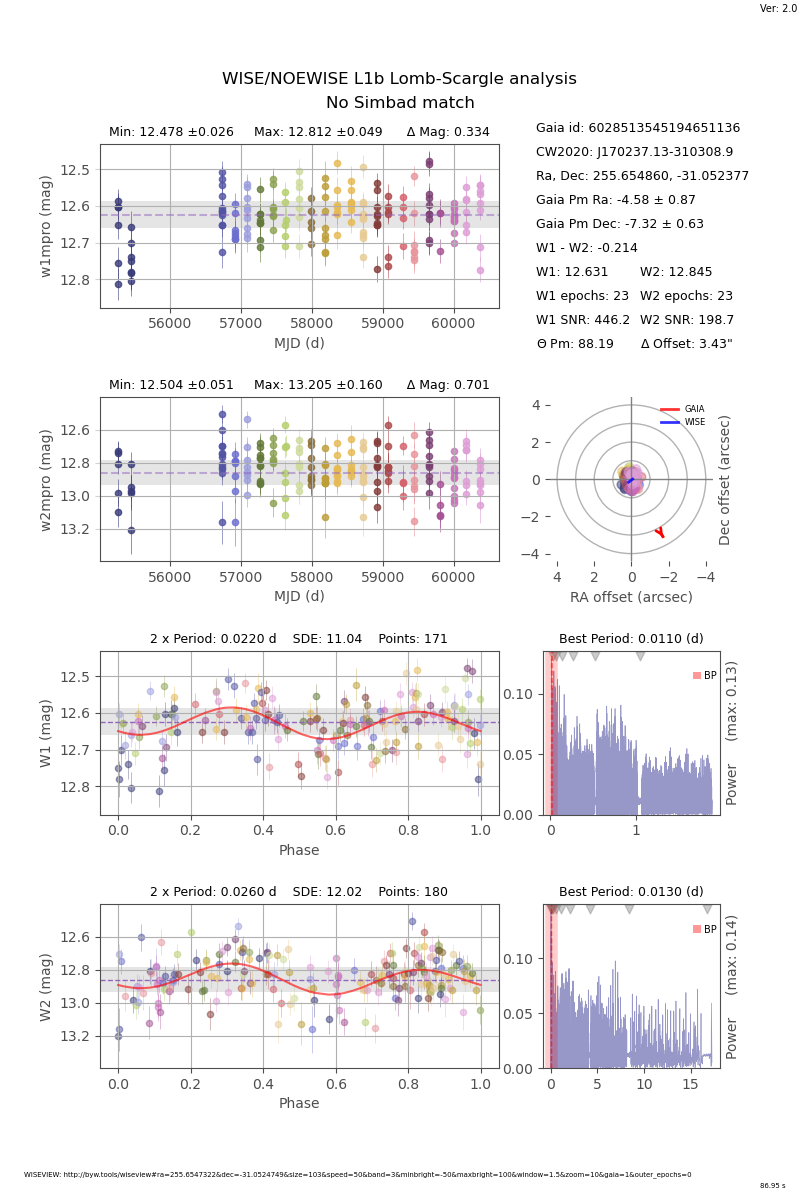 Ver: 2.0
WISE/NOEWISE L1b Lomb-Scargle analysis
No Simbad match
Min: 12.478 ±0.026 Max: 12.812 ±0.049 Δ Mag: 0.334
12.5
12.6
12.7
12.8
w1mpro (mag)
56000 57000 58000 59000 60000
MJD (d)
Gaia id: 6028513545194651136
CW2020: J170237.13-310308.9
Ra, Dec: 255.654860, -31.052377
Gaia Pm Ra: -4.58 ± 0.87
Gaia Pm Dec: -7.32 ± 0.63
W1 - W2: -0.214
W1: 12.631 W2: 12.845
W1 epochs: 23 W2 epochs: 23
W1 SNR: 446.2 W2 SNR: 198.7
Θ Pm: 88.19 Δ Offset: 3.43"
Min: 12.504 ±0.051 Max: 13.205 ±0.160 Δ Mag: 0.701
12.6
12.8
13.0
13.2
w2mpro (mag)
56000 57000 58000 59000 60000
MJD (d)
GAIA
WISE
4
2
0
−2
−4
4 2 0 −2 −4
RA offset (arcsec)
Dec offset (arcsec)
2 x Period: 0.0220 d SDE: 11.04 Points: 171
12.5
12.6
12.7
12.8
W1 (mag)
0.0 0.2 0.4 0.6 0.8 1.0
Phase
Best Period: 0.0110 (d)
BP
0.10
0.05
0.00
0 1
Power (max: 0.13)
2 x Period: 0.0260 d SDE: 12.02 Points: 180
12.6
12.8
13.0
13.2
W2 (mag)
0.0 0.2 0.4 0.6 0.8 1.0
Phase
Best Period: 0.0130 (d)
BP
0.10
0.05
0.00
0 5 10 15
Power (max: 0.14)
WISEVIEW: http://byw.tools/wiseview#ra=255.6547322&dec=-31.0524749&size=103&speed=50&band=3&minbright=-50&maxbright=100&window=1.5&zoom=10&gaia=1&outer_epochs=0
86.95 s